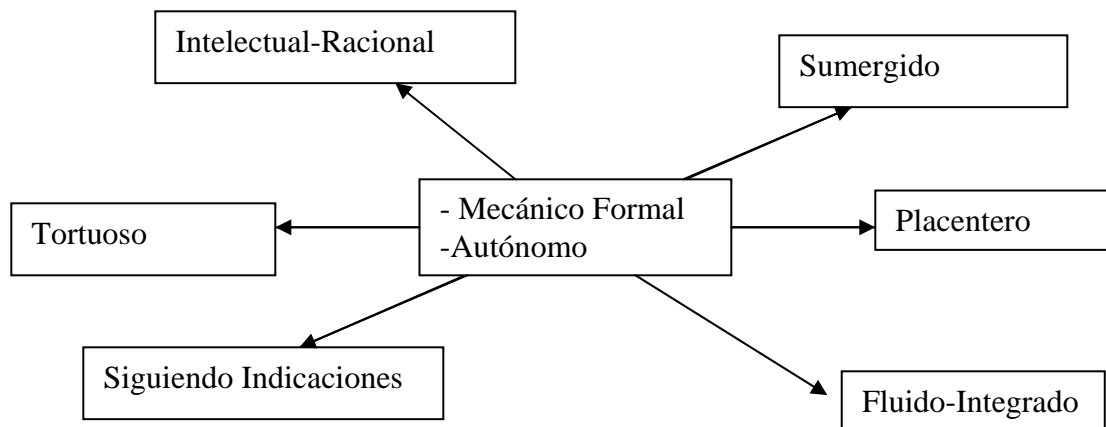 Intelectual-Racional
Sumergido
- Mecánico Formal
-Autónomo
Tortuoso
Placentero
Siguiendo Indicaciones
Fluido-Integrado